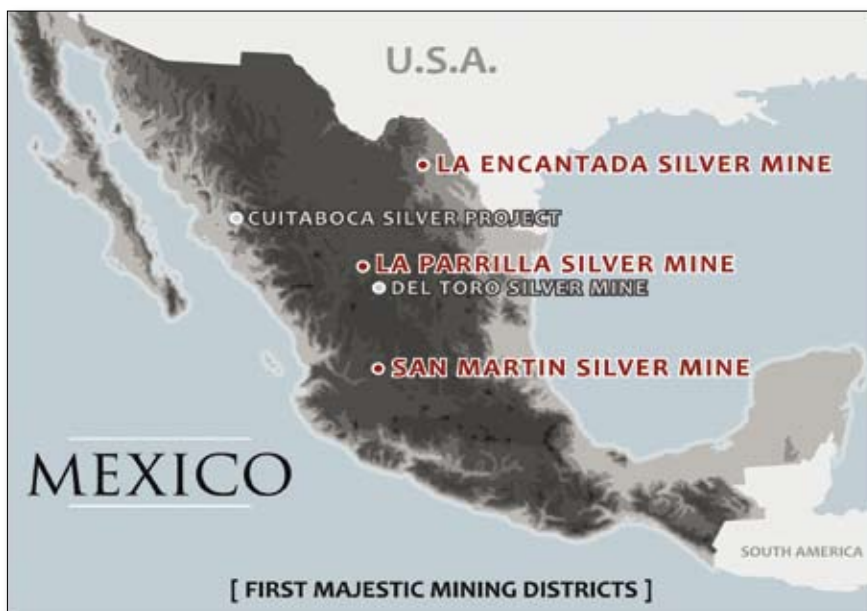 U.S.A.
LA ENCANTADA SILVER MINE
CUITABOCA SILVER PROJECT
LA PARRILLA SILVER MINE
DEL TORO SILVER MINE
SAN MARTIN SILVER MINE
MEXICO
SOUTH AMERICA
[ FIRST MAJESTIC MINING DISTRICTS ]